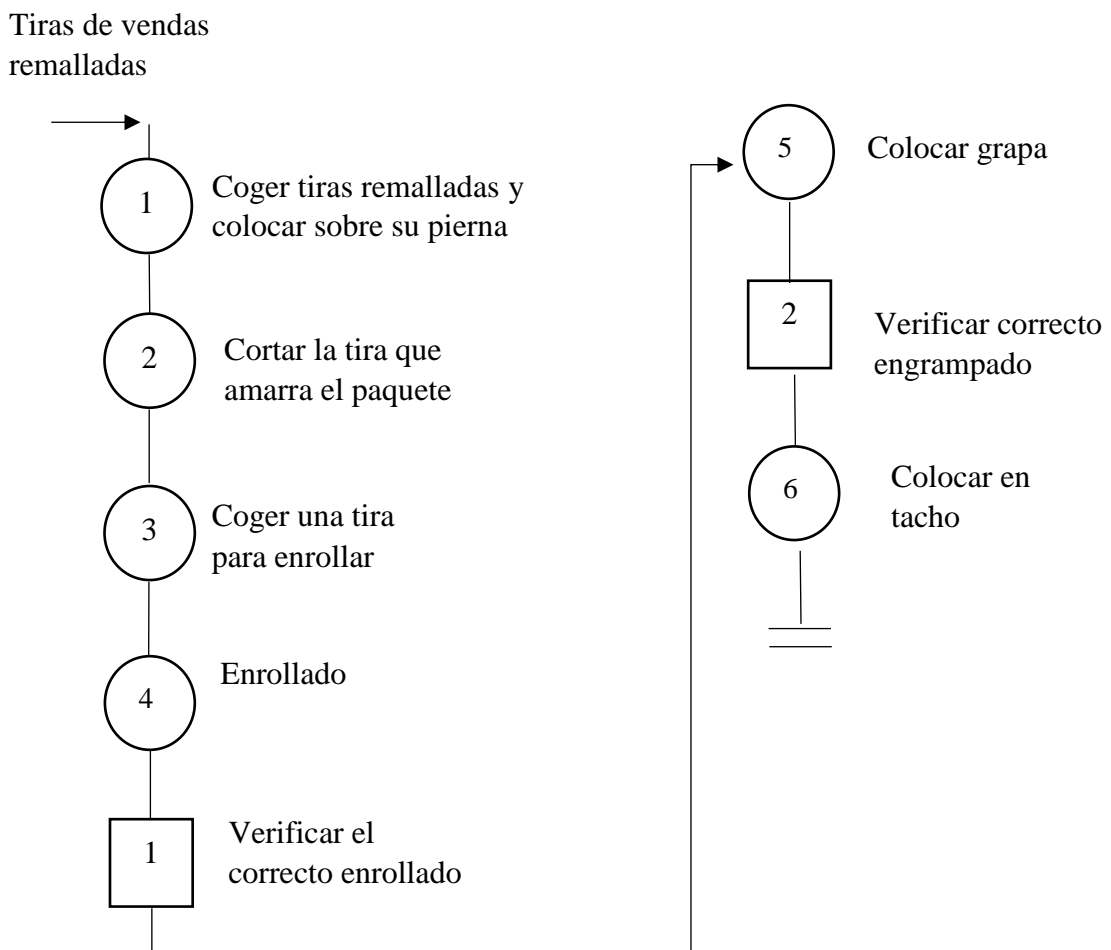 Tiras de vendas
remalladas
1
Coger tiras remalladas y
colocar sobre su pierna
2
Cortar la tira que
amarra el paquete
3
Coger una tira
para enrollar
4
Enrollado
1
Verificar el
correcto enrollado
5
Colocar grapa
2
Verificar correcto
engrampado
6
Colocar en
tacho